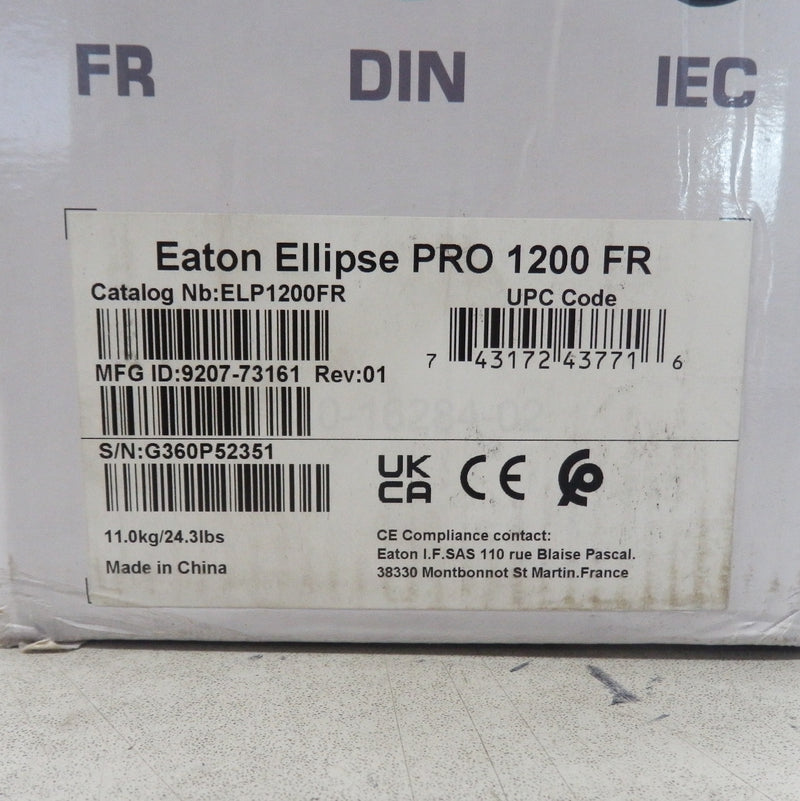 FR DIN IEC
Eaton Ellipse PRO 1200 FR
Catalog Nb:ELP1200FR
UPC Code
7 43172 43771 6
MFG ID:9207-73161 Rev:01
S/N:G360P52351
UK
CA CE
11.0kg/24.3lbs
Made in China
CE Compliance contact:
Eaton I.F.SAS 110 rue Blaise Pascal.
38330 Montbonnot St Martin.France